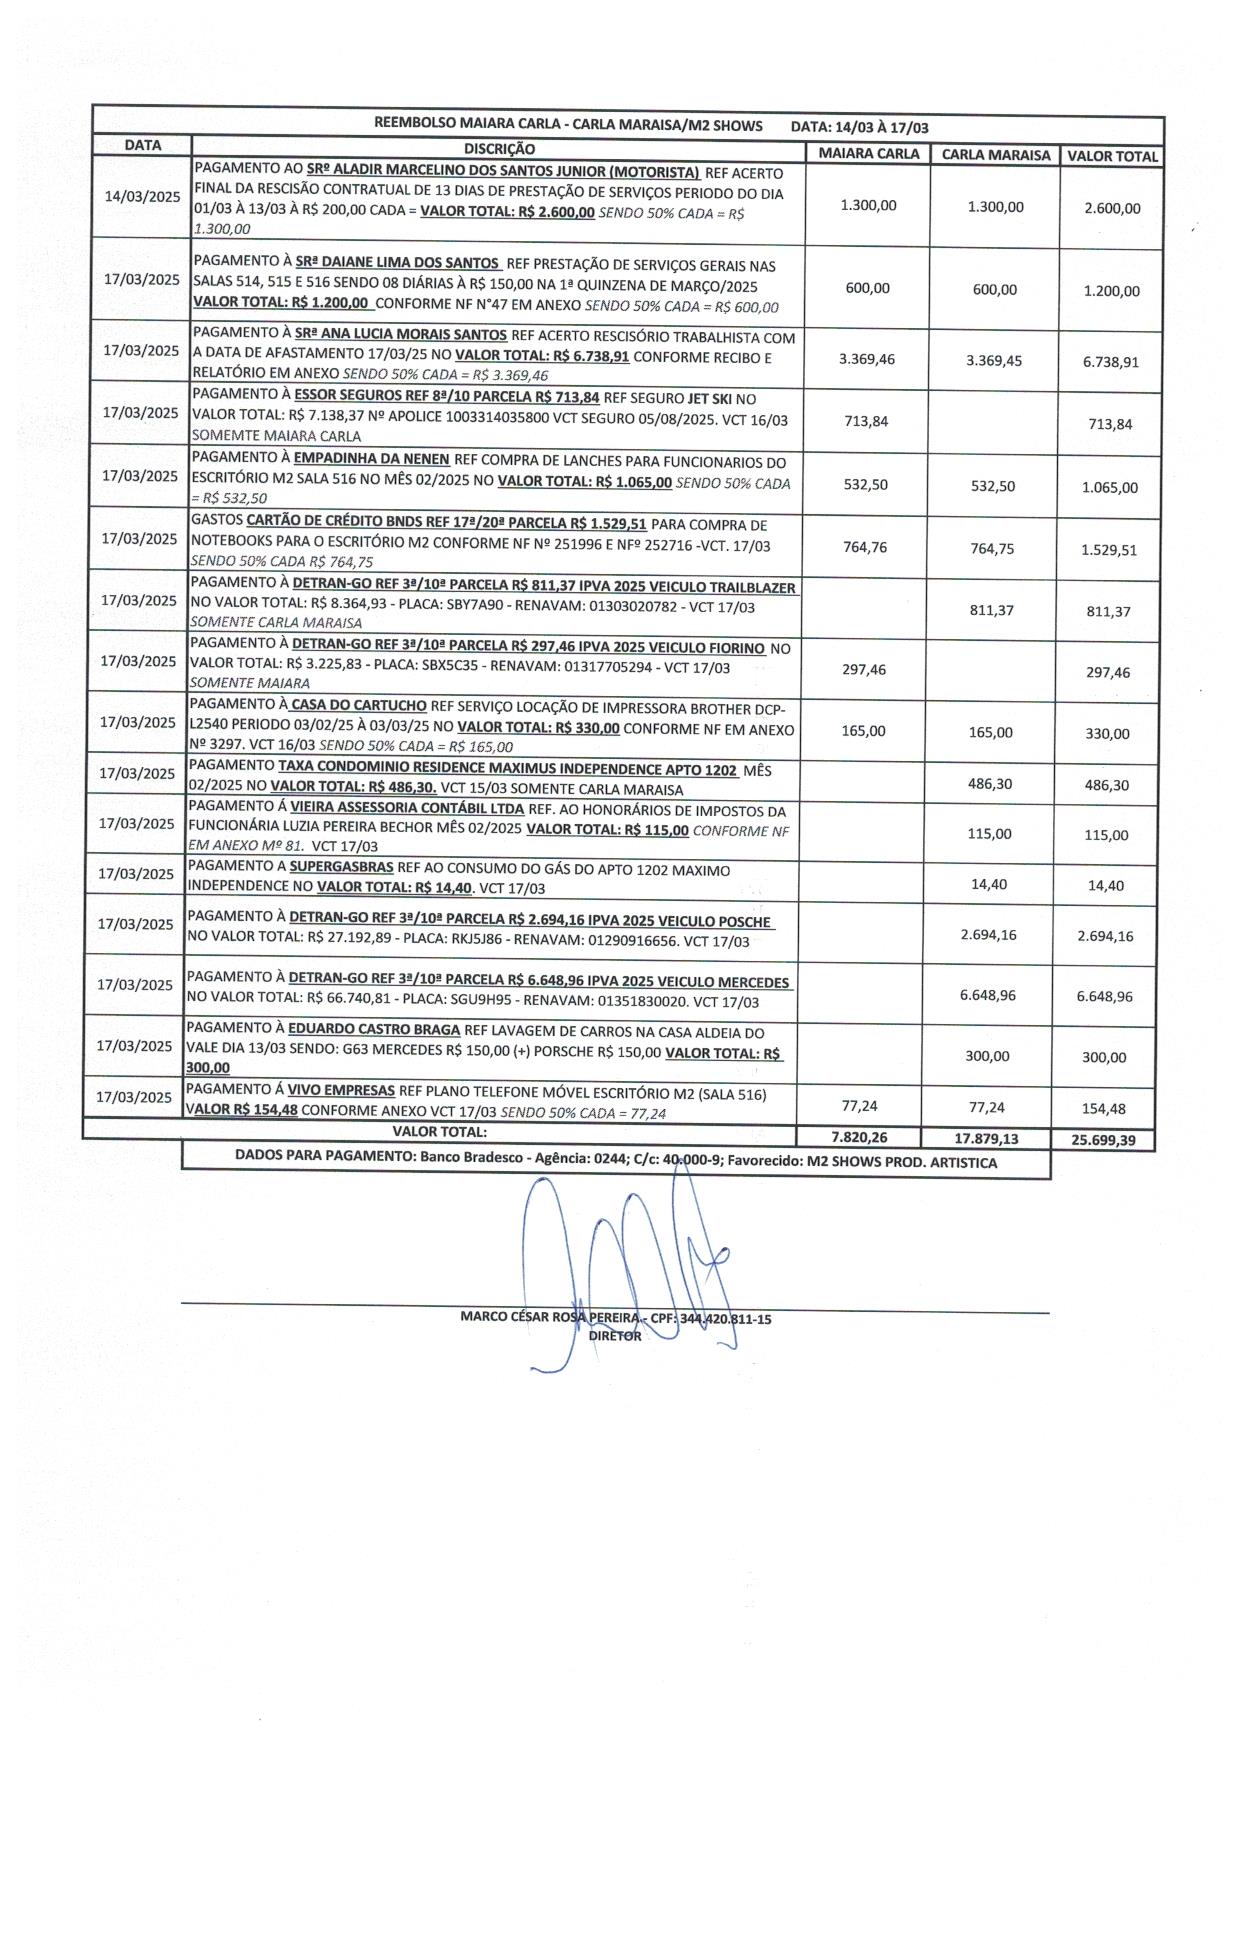 REEMBOLSO MAIARA CARLA - CARLA MARAISA/M2 SHOWS DATA: 14/03 À 17/03
DATA DISCRIÇÃO MAIARA CARLA CARLA MARAISA VALOR TOTAL
PAGAMENTO AO SRº ALADIR MARCELINO DOS SANTOS JUNIOR (MOTORISTA) REF ACERTO
FINAL DA RESCISÃO CONTRATUAL DE 13 DIAS DE PRESTAÇÃO DE SERVIÇOS PERIODO DO DIA
14/03/2025 01/03 À 13/03 À R$ 200,00 CADA = VALOR TOTAL: R$ 2.600,00 SENDO 50% CADA = R$ 1.300,00 1.300,00 2.600,00
1.300,00
PAGAMENTO À SRª DAIANE LIMA DOS SANTOS REF PRESTAÇÃO DE SERVIÇOS GERAIS NAS
17/03/2025 SALAS 514, 515 E 516 SENDO 08 DIÁRIAS À R$ 150,00 NA 1ª QUINZENA DE MARÇO/2025 600,00 600,00 1.200,00
VALOR TOTAL: R$ 1.200,00 CONFORME NF N°47 EM ANEXO SENDO 50% CADA = R$ 600,00
PAGAMENTO À SRª ANA LUCIA MORAIS SANTOS REF ACERTO RESCISÓRIO TRABALHISTA COM
17/03/2025 A DATA DE AFASTAMENTO 17/03/25 NO VALOR TOTAL: R$ 6.738,91 CONFORME RECIBO E 3.369,46 3.369,45 6.738,91
RELATÓRIO EM ANEXO SENDO 50% CADA = R$ 3.369,46
PAGAMENTO À ESSOR SEGUROS REF 8ª/10 PARCELA R$ 713,84 REF SEGURO JET SKI NO
17/03/2025 VALOR TOTAL: R$ 7.138,37 Nº APOLICE 1003314035800 VCT SEGURO 05/08/2025. VCT 16/03 713,84 713,84
SOMEMTE MAIARA CARLA
PAGAMENTO À EMPADINHA DA NENEN REF COMPRA DE LANCHES PARA FUNCIONARIOS DO
17/03/2025 ESCRITÓRIO M2 SALA 516 NO MÊS 02/2025 NO VALOR TOTAL: R$ 1.065,00 SENDO 50% CADA 532,50 532,50 1.065,00
= R$ 532,50
GASTOS CARTÃO DE CRÉDITO BNDS REF 17ª/20ª PARCELA R$ 1.529,51 PARA COMPRA DE
17/03/2025 NOTEBOOKS PARA O ESCRITÓRIO M2 CONFORME NF Nº 251996 E NFº 252716 -VCT. 17/03 764,76 764,75 1.529,51
SENDO 50% CADA R$ 764,75
PAGAMENTO À DETRAN-GO REF 3ª/10ª PARCELA R$ 811,37 IPVA 2025 VEICULO TRAILBLAZER
17/03/2025 NO VALOR TOTAL: R$ 8.364,93 - PLACA: SBY7A90 - RENAVAM: 01303020782 - VCT 17/03 811,37 811,37
SOMENTE CARLA MARAISA
PAGAMENTO À DETRAN-GO REF 3ª/10ª PARCELA R$ 297,46 IPVA 2025 VEICULO FIORINO NO
17/03/2025 VALOR TOTAL: R$ 3.225,83 - PLACA: SBX5C35 - RENAVAM: 01317705294 - VCT 17/03 297,46 297,46
SOMENTE MAIARA
PAGAMENTO À CASA DO CARTUCHO REF SERVIÇO LOCAÇÃO DE IMPRESSORA BROTHER DCP-
17/03/2025 L2540 PERIODO 03/02/25 À 03/03/25 NO VALOR TOTAL: R$ 330,00 CONFORME NF EM ANEXO 165,00 165,00 330,00
Nº 3297. VCT 16/03 SENDO 50% CADA = R$ 165,00
17/03/2025 PAGAMENTO TAXA CONDOMINIO RESIDENCE MAXIMUS INDEPENDENCE APTO 1202 MÊS
02/2025 NO VALOR TOTAL: R$ 486,30. VCT 15/03 SOMENTE CARLA MARAISA 486,30 486,30
PAGAMENTO Á VIEIRA ASSESSORIA CONTÁBIL LTDA REF. AO HONORÁRIOS DE IMPOSTOS DA
17/03/2025 FUNCIONÁRIA LUZIA PEREIRA BECHOR MÊS 02/2025 VALOR TOTAL: R$ 115,00 CONFORME NF 115,00 115,00
EM ANEXO Mº 81. VCT 17/03
17/03/2025 PAGAMENTO A SUPERGASBRAS REF AO CONSUMO DO GÁS DO APTO 1202 MAXIMO
INDEPENDENCE NO VALOR TOTAL: R$ 14,40. VCT 17/03 14,40 14,40
17/03/2025 PAGAMENTO À DETRAN-GO REF 3ª/10ª PARCELA R$ 2.694,16 IPVA 2025 VEICULO POSCHE
NO VALOR TOTAL: R$ 27.192,89 - PLACA: RKJ5J86 - RENAVAM: 01290916656. VCT 17/03 2.694,16 2.694,16
17/03/2025 PAGAMENTO À DETRAN-GO REF 3ª/10ª PARCELA R$ 6.648,96 IPVA 2025 VEICULO MERCEDES
NO VALOR TOTAL: R$ 66.740,81 - PLACA: SGU9H95 - RENAVAM: 01351830020. VCT 17/03 6.648,96 6.648,96
PAGAMENTO À EDUARDO CASTRO BRAGA REF LAVAGEM DE CARROS NA CASA ALDEIA DO
17/03/2025 VALE DIA 13/03 SENDO: G63 MERCEDES R$ 150,00 (+) PORSCHE R$ 150,00 VALOR TOTAL: R$ 300,00 300,00
300,00
17/03/2025 PAGAMENTO Á VIVO EMPRESAS REF PLANO TELEFONE MÓVEL ESCRITÓRIO M2 (SALA 516)
VALOR R$ 154,48 CONFORME ANEXO VCT 17/03 SENDO 50% CADA = 77,24 77,24 77,24 154,48
VALOR TOTAL: 7.820,26 17.879,13 25.699,39
DADOS PARA PAGAMENTO: Banco Bradesco - Agência: 0244; C/c: 40.000-9; Favorecido: M2 SHOWS PROD. ARTISTICA
MARCO CÉSAR ROSA PEREIRA - CPF: 344.420.811-15
DIRETOR